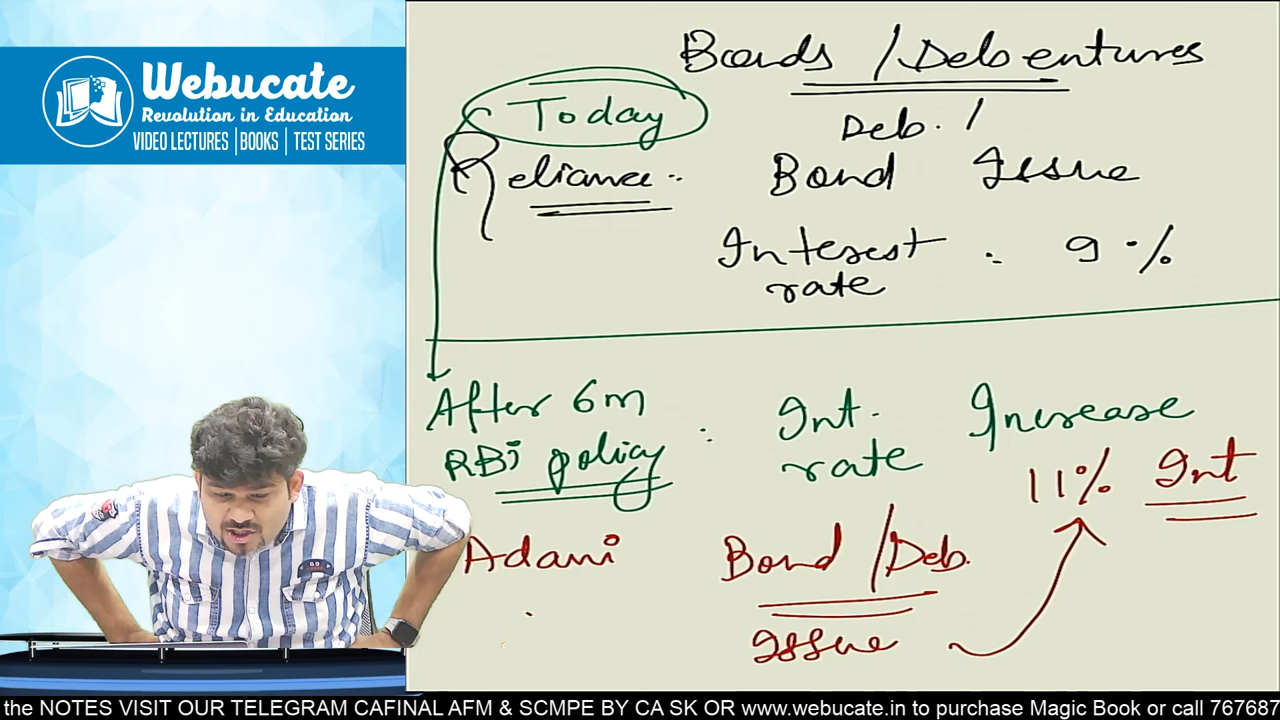 Webucate
Revolution in Education
VIDEO LECTURES | BOOKS | TEST SERIES
Bonds / Debentures
Today
Deb. /
Reliance Bond Issue
Interest rate : 9 %
After 6m
RBi policy : Int. rate Increase
11% Int
Adani Bond / Deb.
Issue
the NOTES VISIT OUR TELEGRAM CAFINAL AFM & SCMPE BY CA SK OR www.webucate.in to purchase Magic Book or call 767687